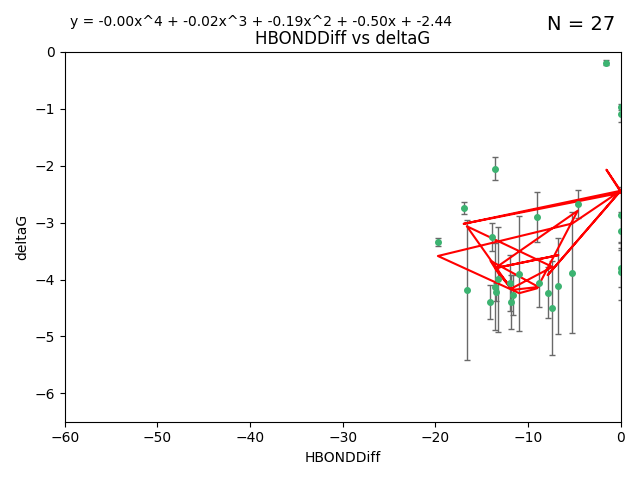 y = -0.00x^4 + -0.02x^3 + -0.19x^2 + -0.50x + -2.44
N = 27
HBONDDiff vs deltaG
0
−1
−2
−3
−4
−5
−6
deltaG
−60 −50 −40 −30 −20 −10 0
HBONDDiff